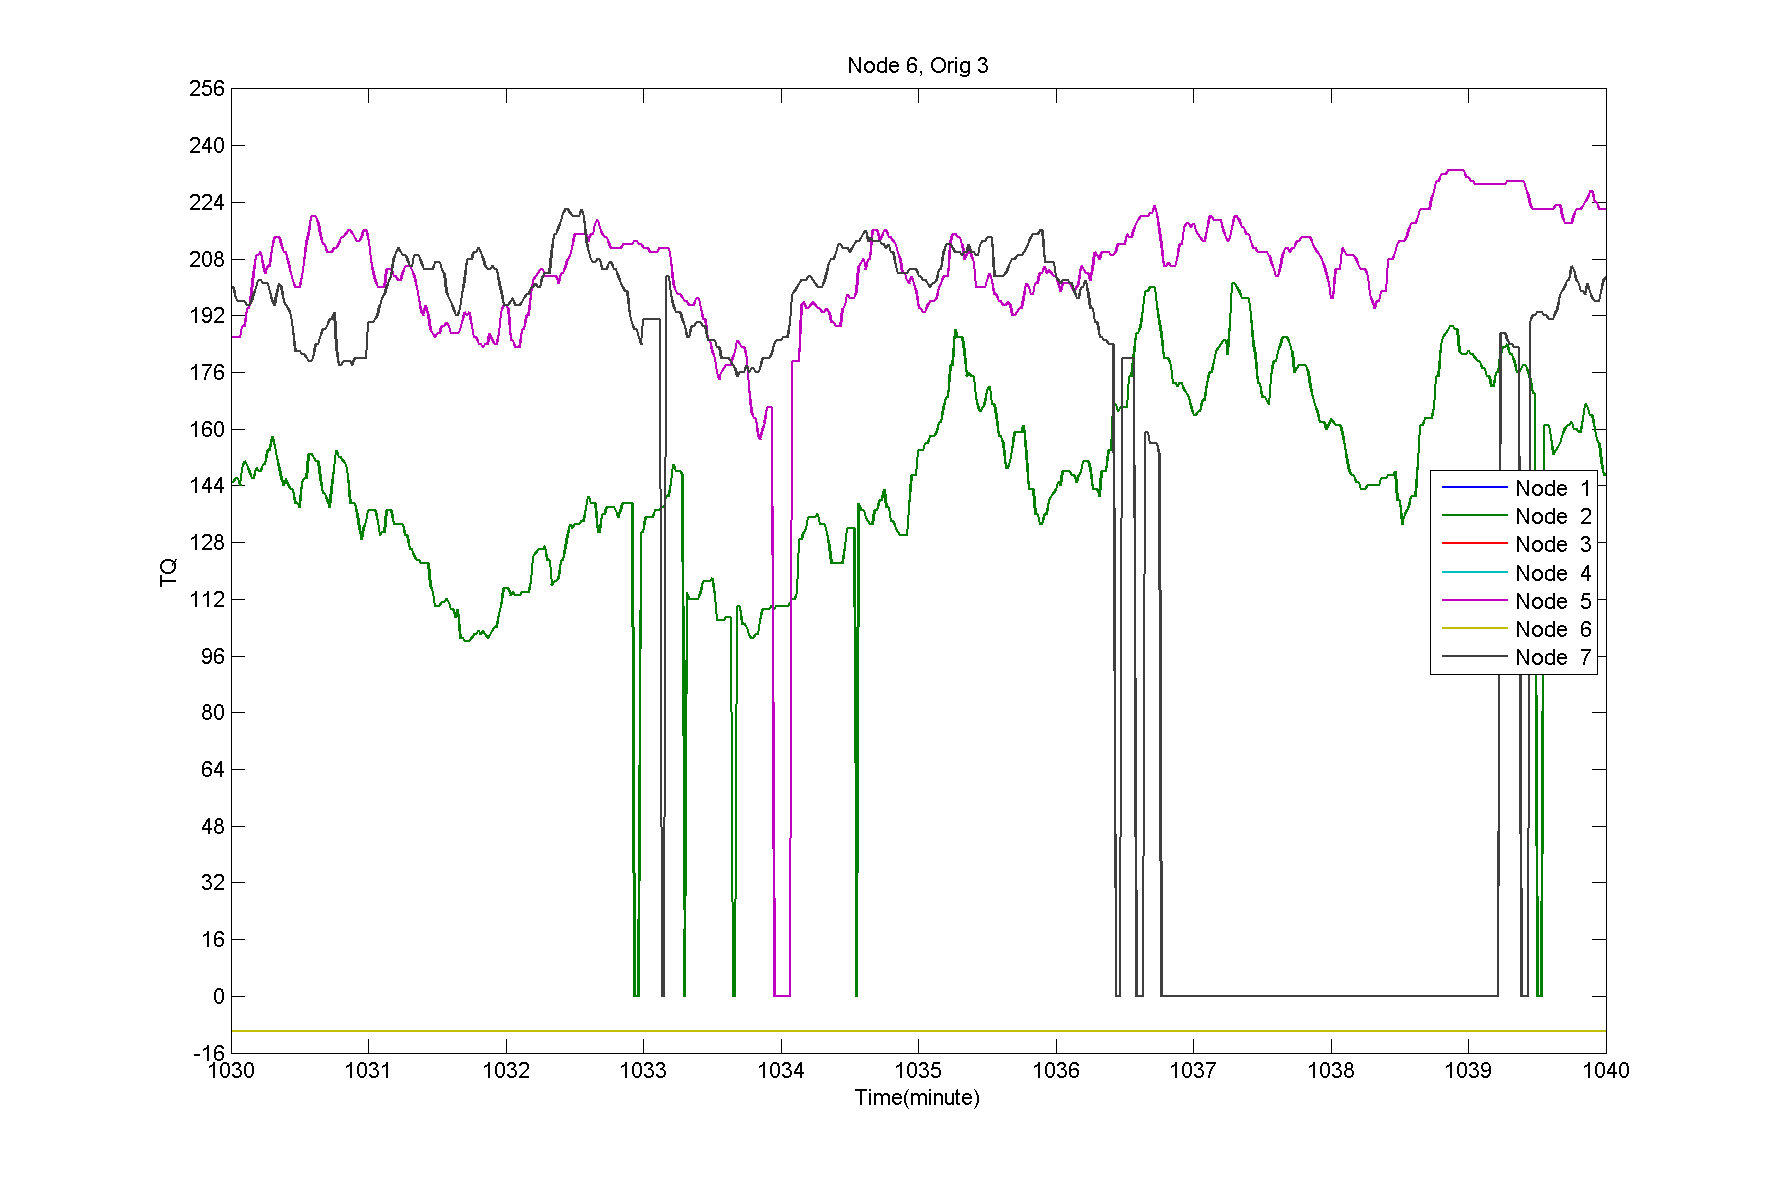 Node 6, Orig 3
256
240
224
208
192
176
160
144
128
112
96
80
64
48
32
16
0
-16
TQ
1030 1031 1032 1033 1034 1035 1036 1037 1038 1039 1040
Time(minute)
Node 1
Node 2
Node 3
Node 4
Node 5
Node 6
Node 7